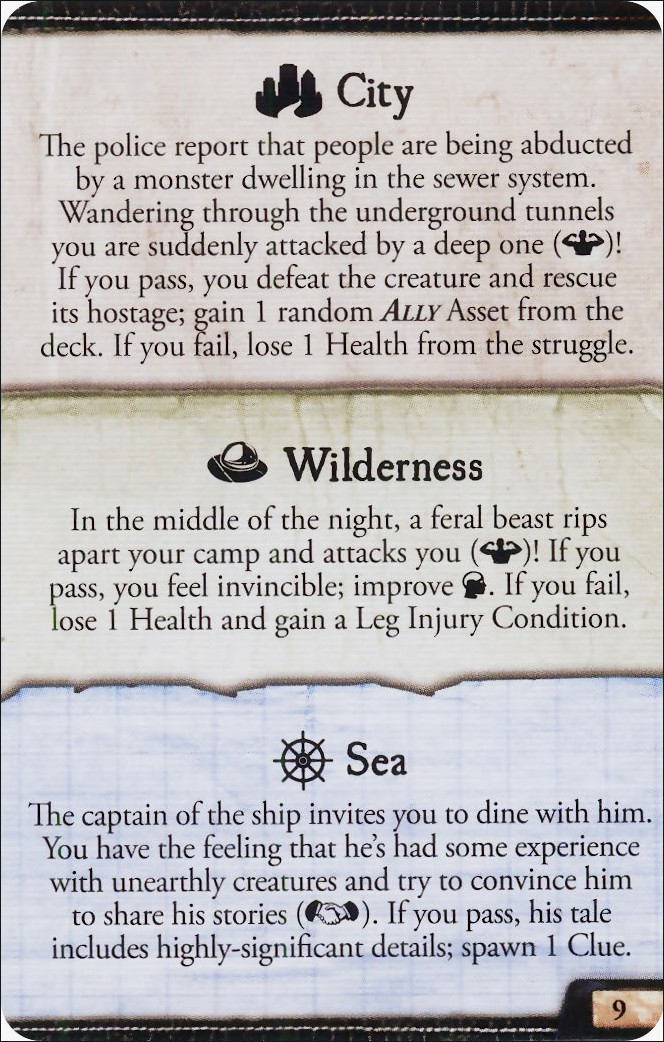 City
The police report that people are being abducted
by a monster dwelling in the sewer system.
Wandering through the underground tunnels
you are suddenly attacked by a deep one ( )!
If you pass, you defeat the creature and rescue
its hostage; gain 1 random ALLY Asset from the
deck. If you fail, lose 1 Health from the struggle.
Wilderness
In the middle of the night, a feral beast rips
apart your camp and attacks you ( )! If you
pass, you feel invincible; improve . If you fail,
lose 1 Health and gain a Leg Injury Condition.
Sea
The captain of the ship invites you to dine with him.
You have the feeling that he's had some experience
with unearthly creatures and try to convince him
to share his stories ( ). If you pass, his tale
includes highly-significant details; spawn 1 Clue.
9